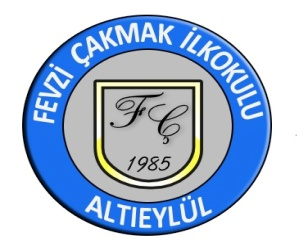 FEVZİ ÇAKMAK İLKOKULU
FÇ
1985
ALTIEYLÜL